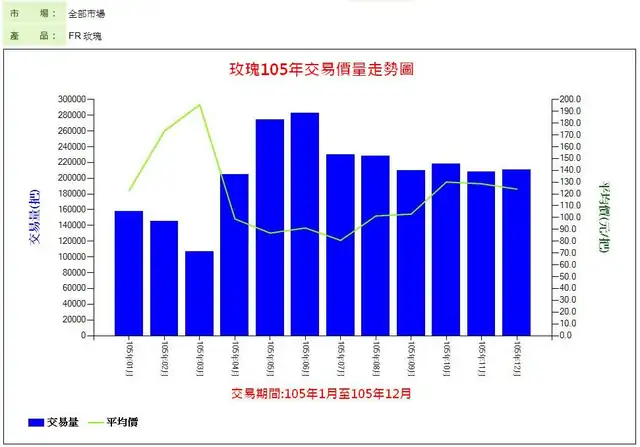 市 場： 全部市場
產 品： FR 玫瑰
玫瑰105年交易價量走勢圖
300000
280000
260000
240000
220000
200000
180000
160000
140000
120000
100000
80000
60000
40000
20000
0
交易量(把)
200.0
190.0
180.0
170.0
160.0
150.0
140.0
130.0
120.0
110.0
100.0
90.0
80.0
70.0
60.0
50.0
40.0
30.0
20.0
10.0
0.0
平均價(元/把)
105年01月
105年02月
105年03月
105年04月
105年05月
105年06月
105年07月
105年08月
105年09月
105年10月
105年11月
105年12月
交易期間:105年1月至105年12月
交易量 平均價